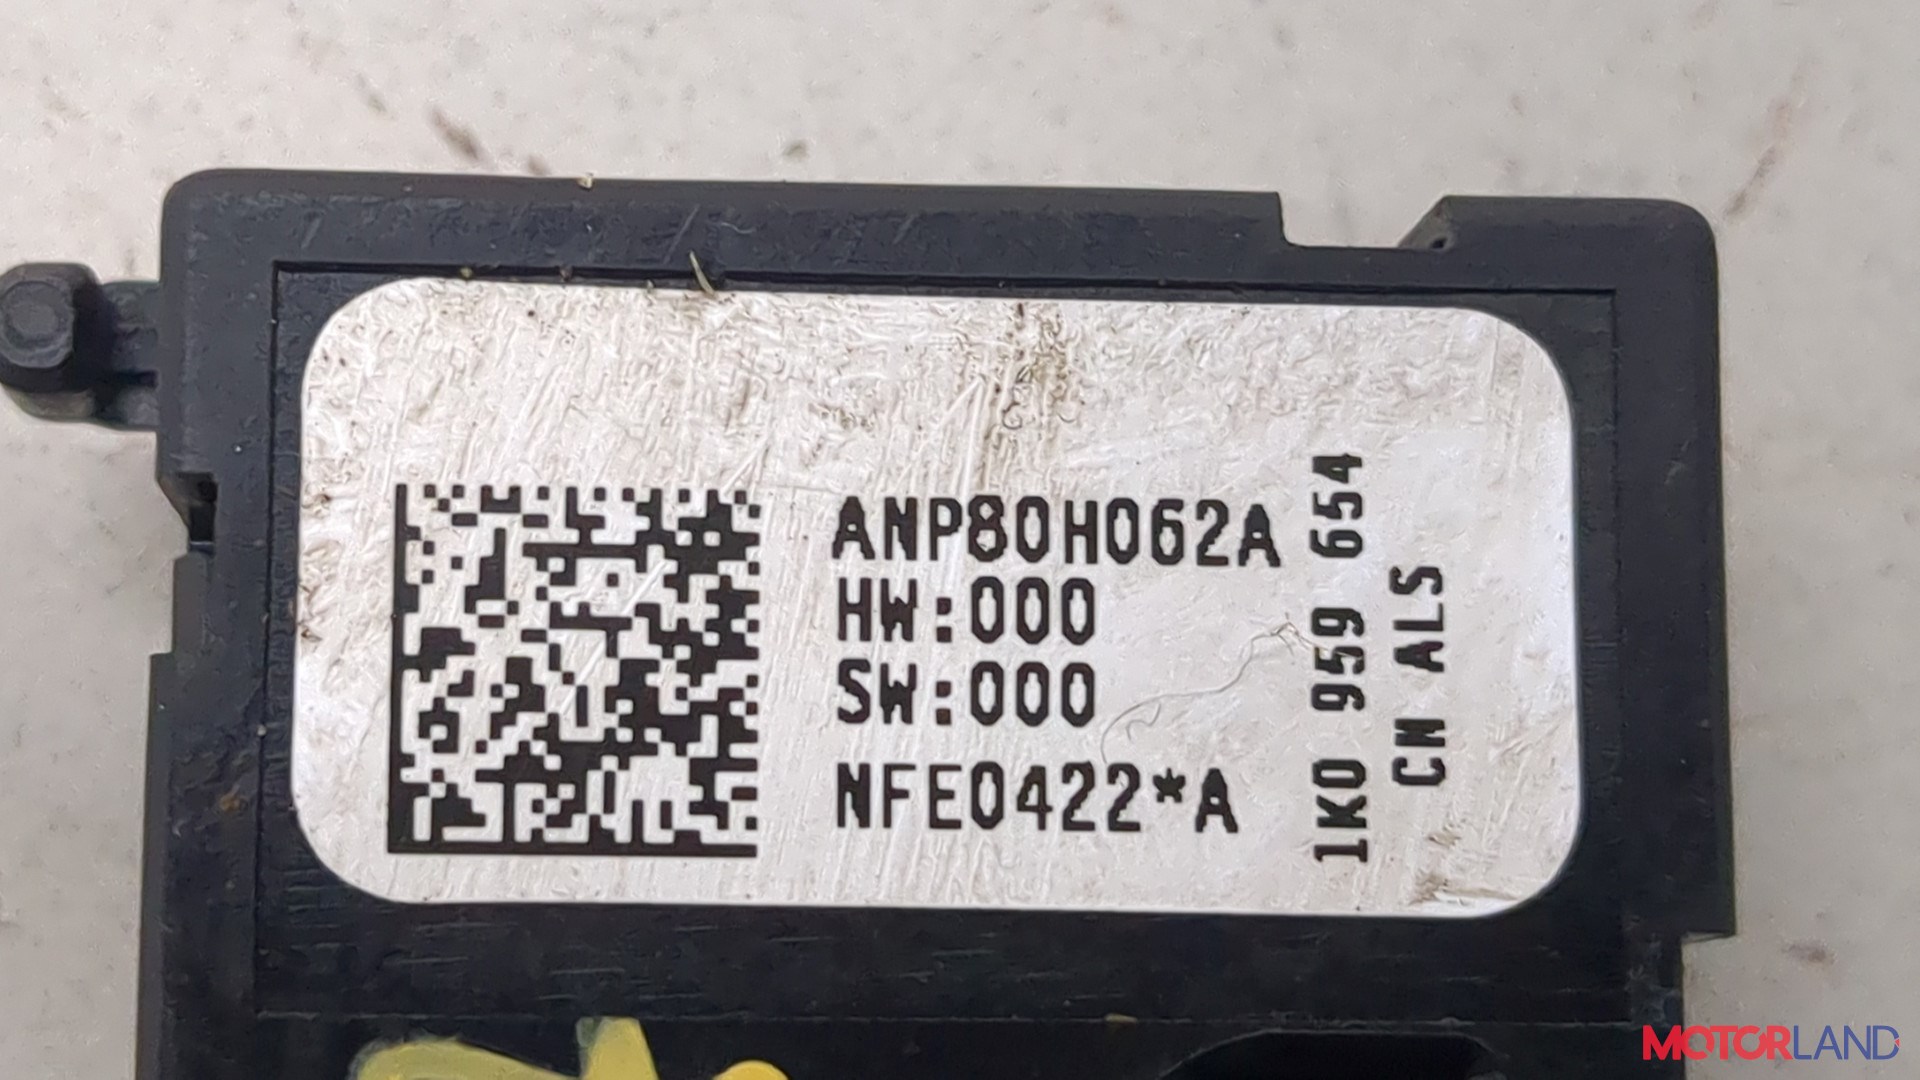 ANP80H062A
HW:000
SW:000
NFE0422*A
1K0 959 654
CN ALS
MOTORLAND